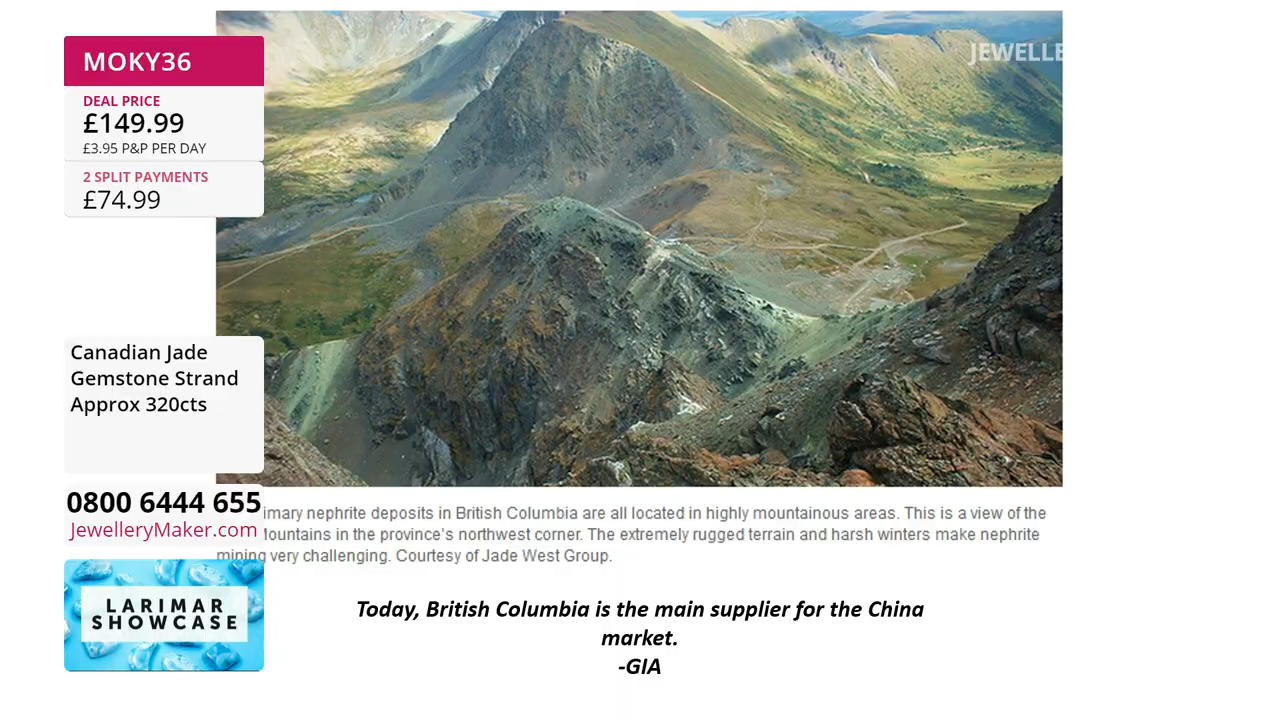 JEWELLE
MOKY36
DEAL PRICE
£149.99
£3.95 P&P PER DAY
2 SPLIT PAYMENTS
£74.99
Canadian Jade
Gemstone Strand
Approx 320cts
0800 6444 655
JewelleryMaker.com
LARIMAR
SHOWCASE
imary nephrite deposits in British Columbia are all located in highly mountainous areas. This is a view of the
ountains in the province's northwest corner. The extremely rugged terrain and harsh winters make nephrite
mining very challenging. Courtesy of Jade West Group.
Today, British Columbia is the main supplier for the China
market.
-GIA